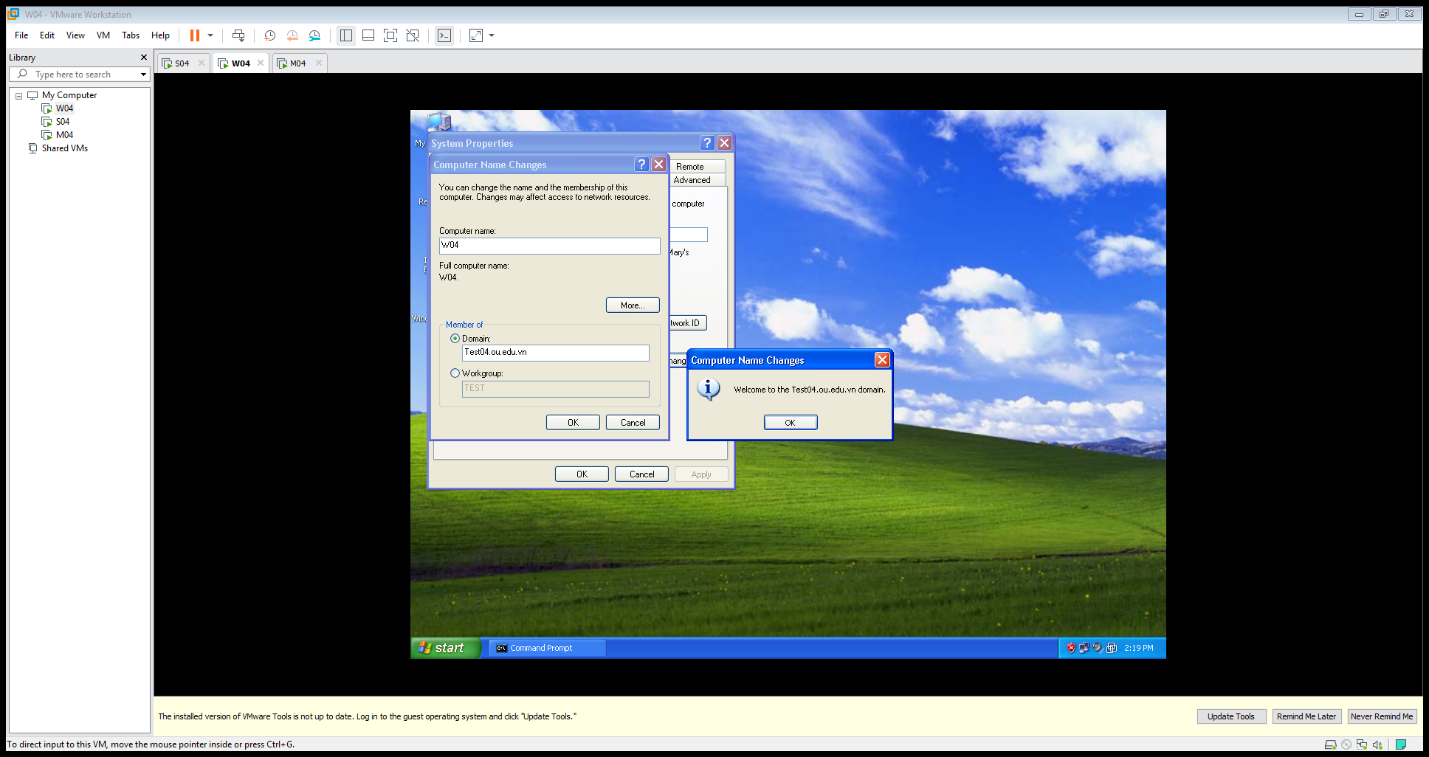 W04 - VMware Workstation
File Edit View VM Tabs Help
Library
Type here to search
My Computer
W04
S04
M04
Shared VMs
S04
W04
M04
My
System Properties
Computer Name Changes
Remote
Advanced
You can change the name and the membership of this
computer. Changes may affect access to network resources.
computer
Computer name:
W04
Mary's
Full computer name:
W04.
More...
Member of
Domain:
Test04.ou.edu.vn
twork ID
Workgroup:
TEST
OK Cancel
Computer Name Changes
Welcome to the Test04.ou.edu.vn domain.
OK
OK Cancel Apply
start
Command Prompt
2:19 PM
The installed version of VMware Tools is not up to date. Log in to the guest operating system and click "Update Tools."
Update Tools Remind Me Later Never Remind Me
To direct input to this VM, move the mouse pointer inside or press Ctrl+G.